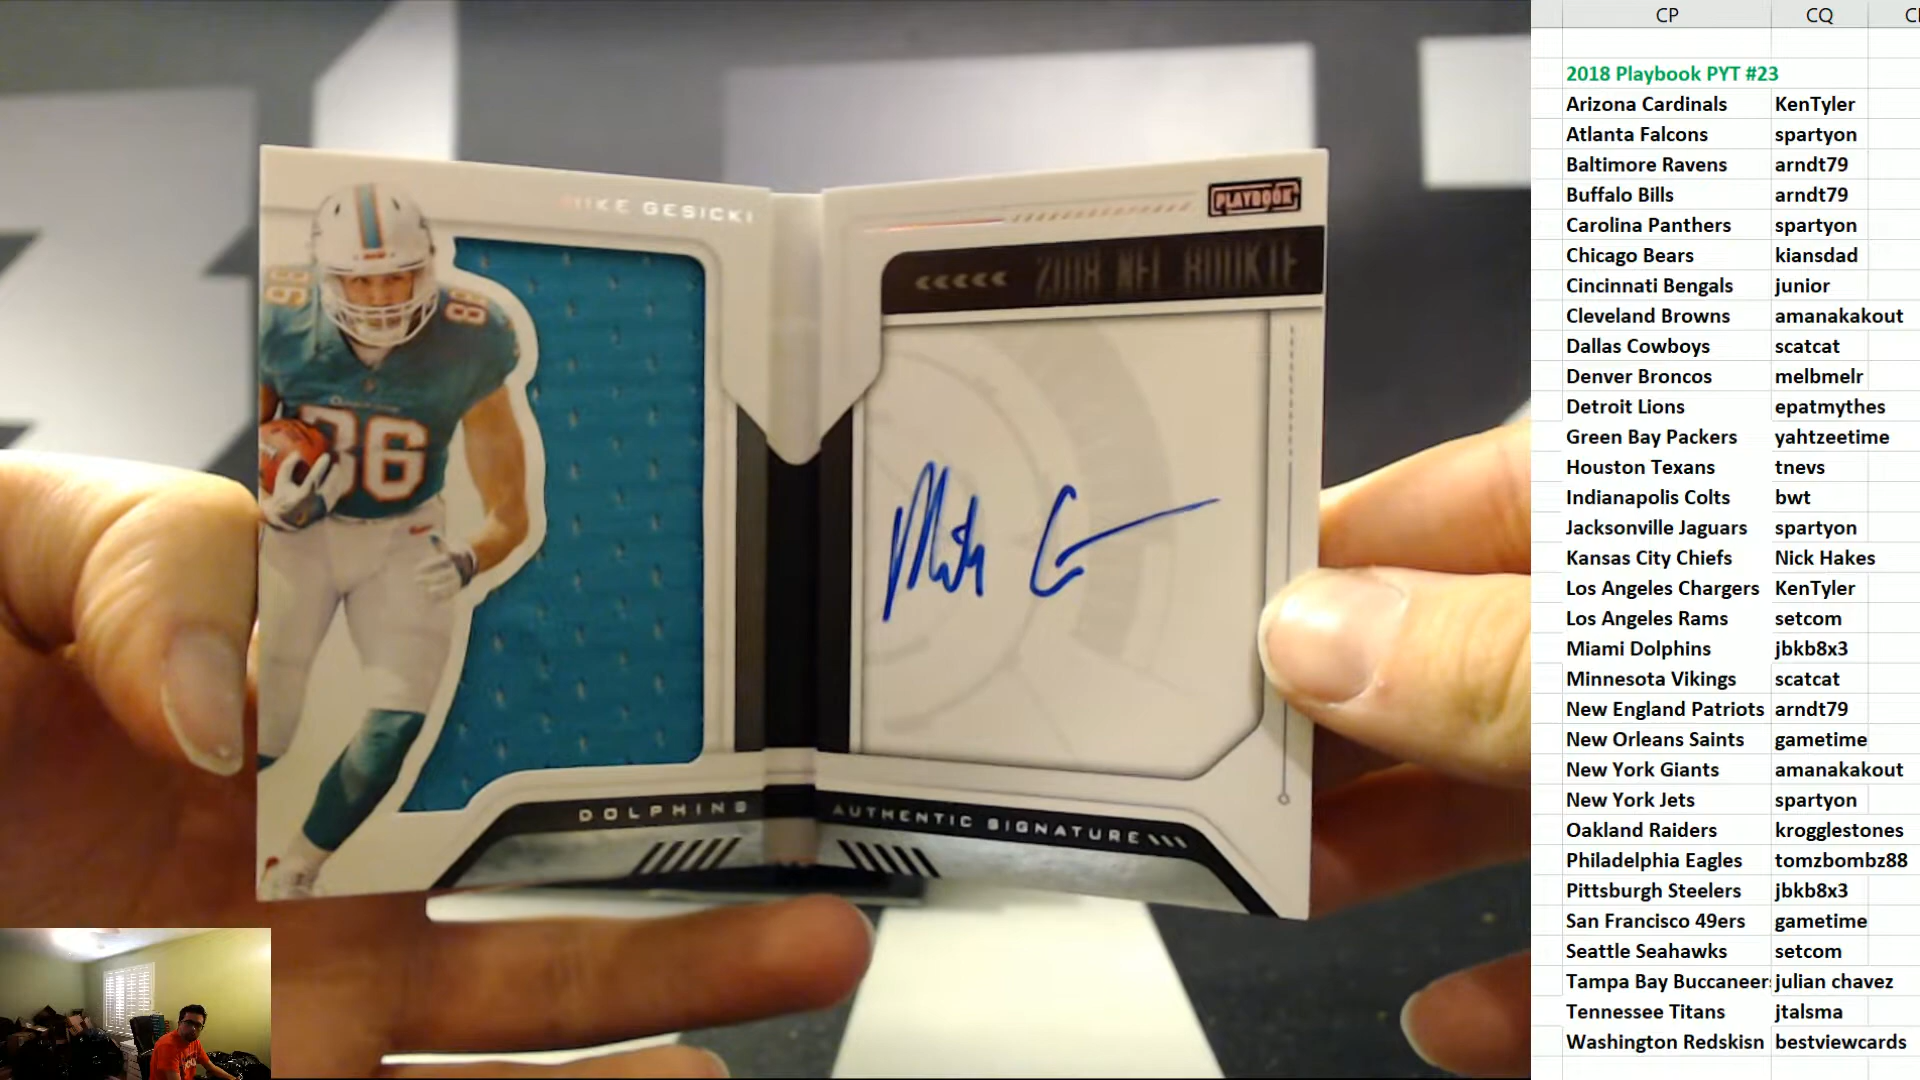 MIKE GESICKI
PLAYBOOK
2018 NFL ROOKIE
86
86
36
DOLPHINS
AUTHENTIC SIGNATURE
CP CQ
2018 Playbook PYT #23
Arizona Cardinals KenTyler
Atlanta Falcons spartyon
Baltimore Ravens arndt79
Buffalo Bills arndt79
Carolina Panthers spartyon
Chicago Bears kiansdad
Cincinnati Bengals junior
Cleveland Browns amanakakout
Dallas Cowboys scatcat
Denver Broncos melbmelr
Detroit Lions epatmythes
Green Bay Packers yahtzeetime
Houston Texans tnevs
Indianapolis Colts bwt
Jacksonville Jaguars spartyon
Kansas City Chiefs Nick Hakes
Los Angeles Chargers KenTyler
Los Angeles Rams setcom
Miami Dolphins jbkb8x3
Minnesota Vikings scatcat
New England Patriots arndt79
New Orleans Saints gametime
New York Giants amanakakout
New York Jets spartyon
Oakland Raiders krogglestones
Philadelphia Eagles tomzbombz88
Pittsburgh Steelers jbkb8x3
San Francisco 49ers gametime
Seattle Seahawks setcom
Tampa Bay Buccaneer julian chavez
Tennessee Titans jtalsma
Washington Redskisn bestviewcards